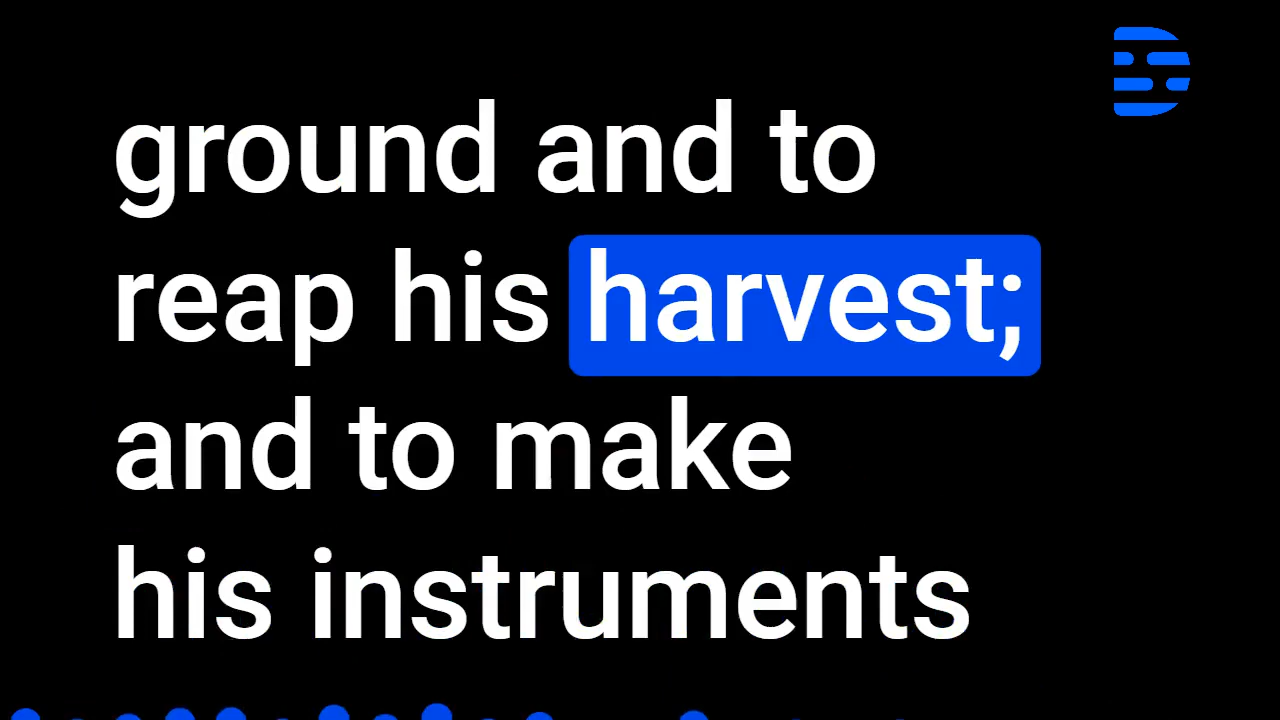 ground and to
reap his harvest;
and to make
his instruments